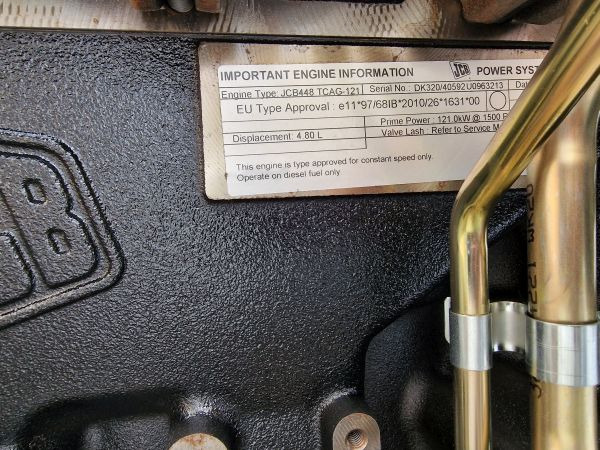 IMPORTANT ENGINE INFORMATION JCB POWER SYST
Engine Type: JCB448 TCAG-121 Serial No.: DK320/40592U0963213 Dat
EU Type Approval : e11*97/68IB*2010/26*1631*00
Prime Power : 121.0kW @ 1500
Displacement: 4.80 L Valve Lash : Refer to Service M
This engine is type approved for constant speed only.
Operate on diesel fuel only